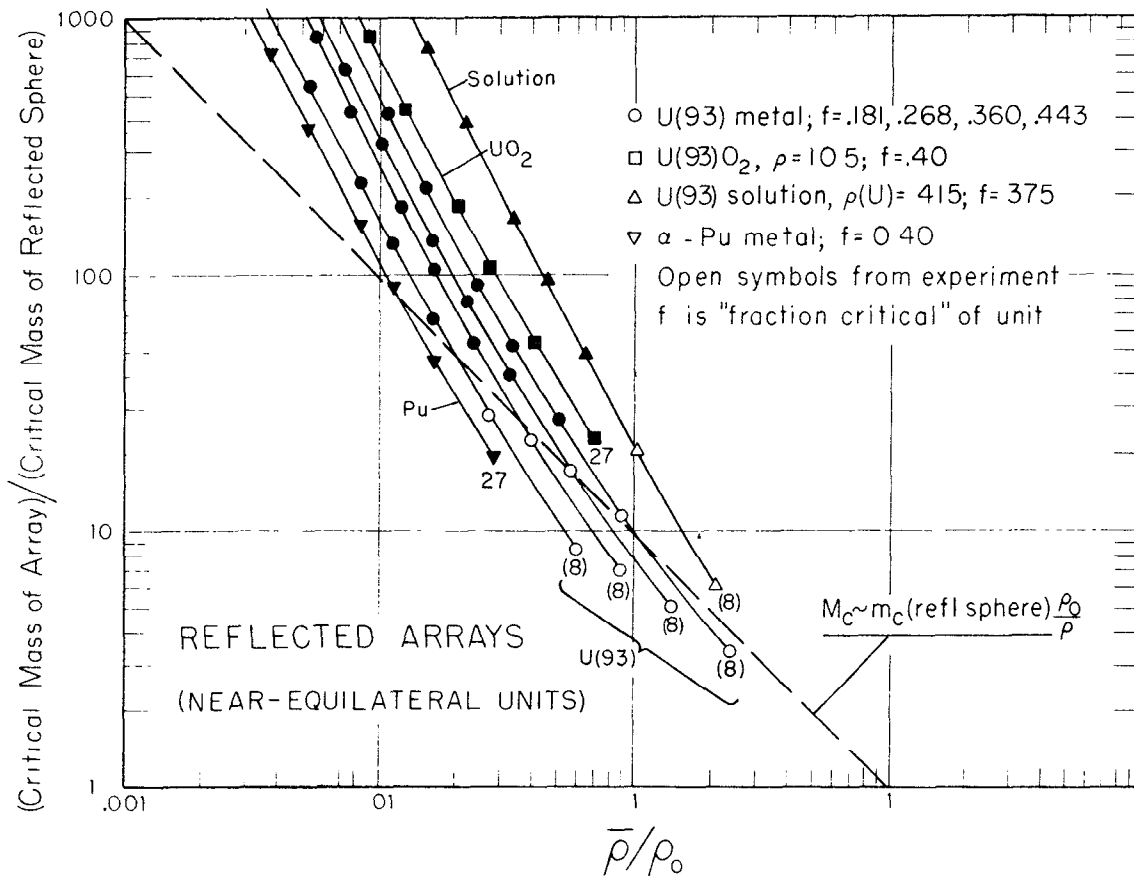 (Critical Mass of Array)/(Critical Mass of Reflected Sphere)
1000
100
10
1
.001
01
1
1
ρ̅/ρ₀
Solution
UO₂
Pu
27
27
(8)
(8)
(8)
(8)
(8)
U(93)
○ U(93) metal; f=.181, .268, .360, .443
■ U(93)O₂, ρ=10 5; f=.40
△ U(93) solution, ρ(U)= 415; f= 375
▽ α - Pu metal; f= 0 40
Open symbols from experiment
f is "fraction critical" of unit
M꜀~m꜀(refl sphere) ρ₀/ρ
REFLECTED ARRAYS
(NEAR-EQUILATERAL UNITS)